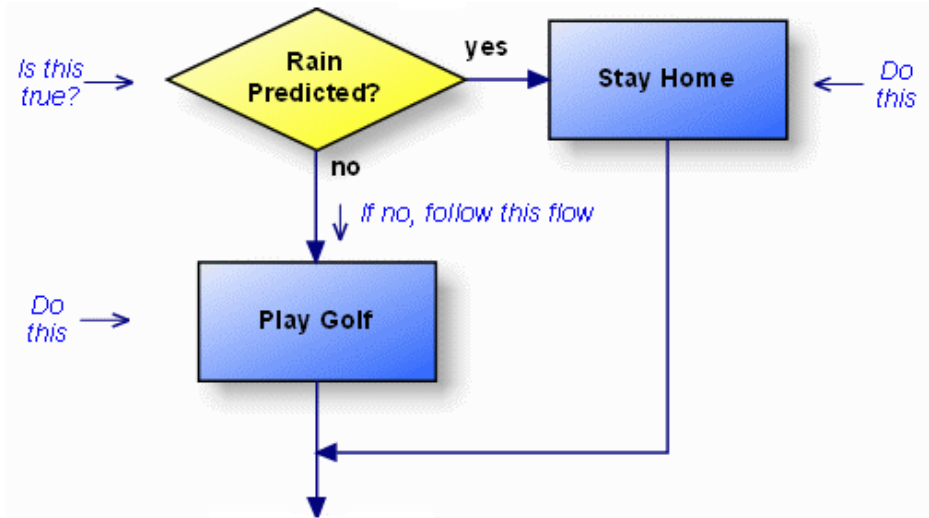 Is this
true?
Rain
Predicted?
yes
Stay Home
Do
this
no
If no, follow this flow
Do
this
Play Golf